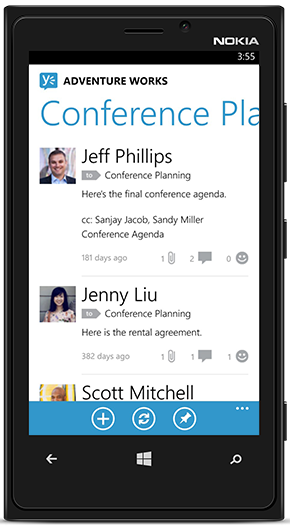 NOKIA
3:55
y
ADVENTURE WORKS
Conference Pla
Jeff Phillips
to Conference Planning
Here's the final conference agenda.
cc: Sanjay Jacob, Sandy Miller
Conference Agenda
181 days ago 1 2 0
Jenny Liu
to Conference Planning
Here is the rental agreement.
382 days ago 1 1 0
Scott Mitchell